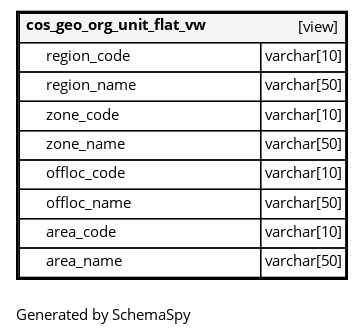 cos_geo_org_unit_flat_vw [view]
region_code varchar[10]
region_name varchar[50]
zone_code varchar[10]
zone_name varchar[50]
offloc_code varchar[10]
offloc_name varchar[50]
area_code varchar[10]
area_name varchar[50]
Generated by SchemaSpy